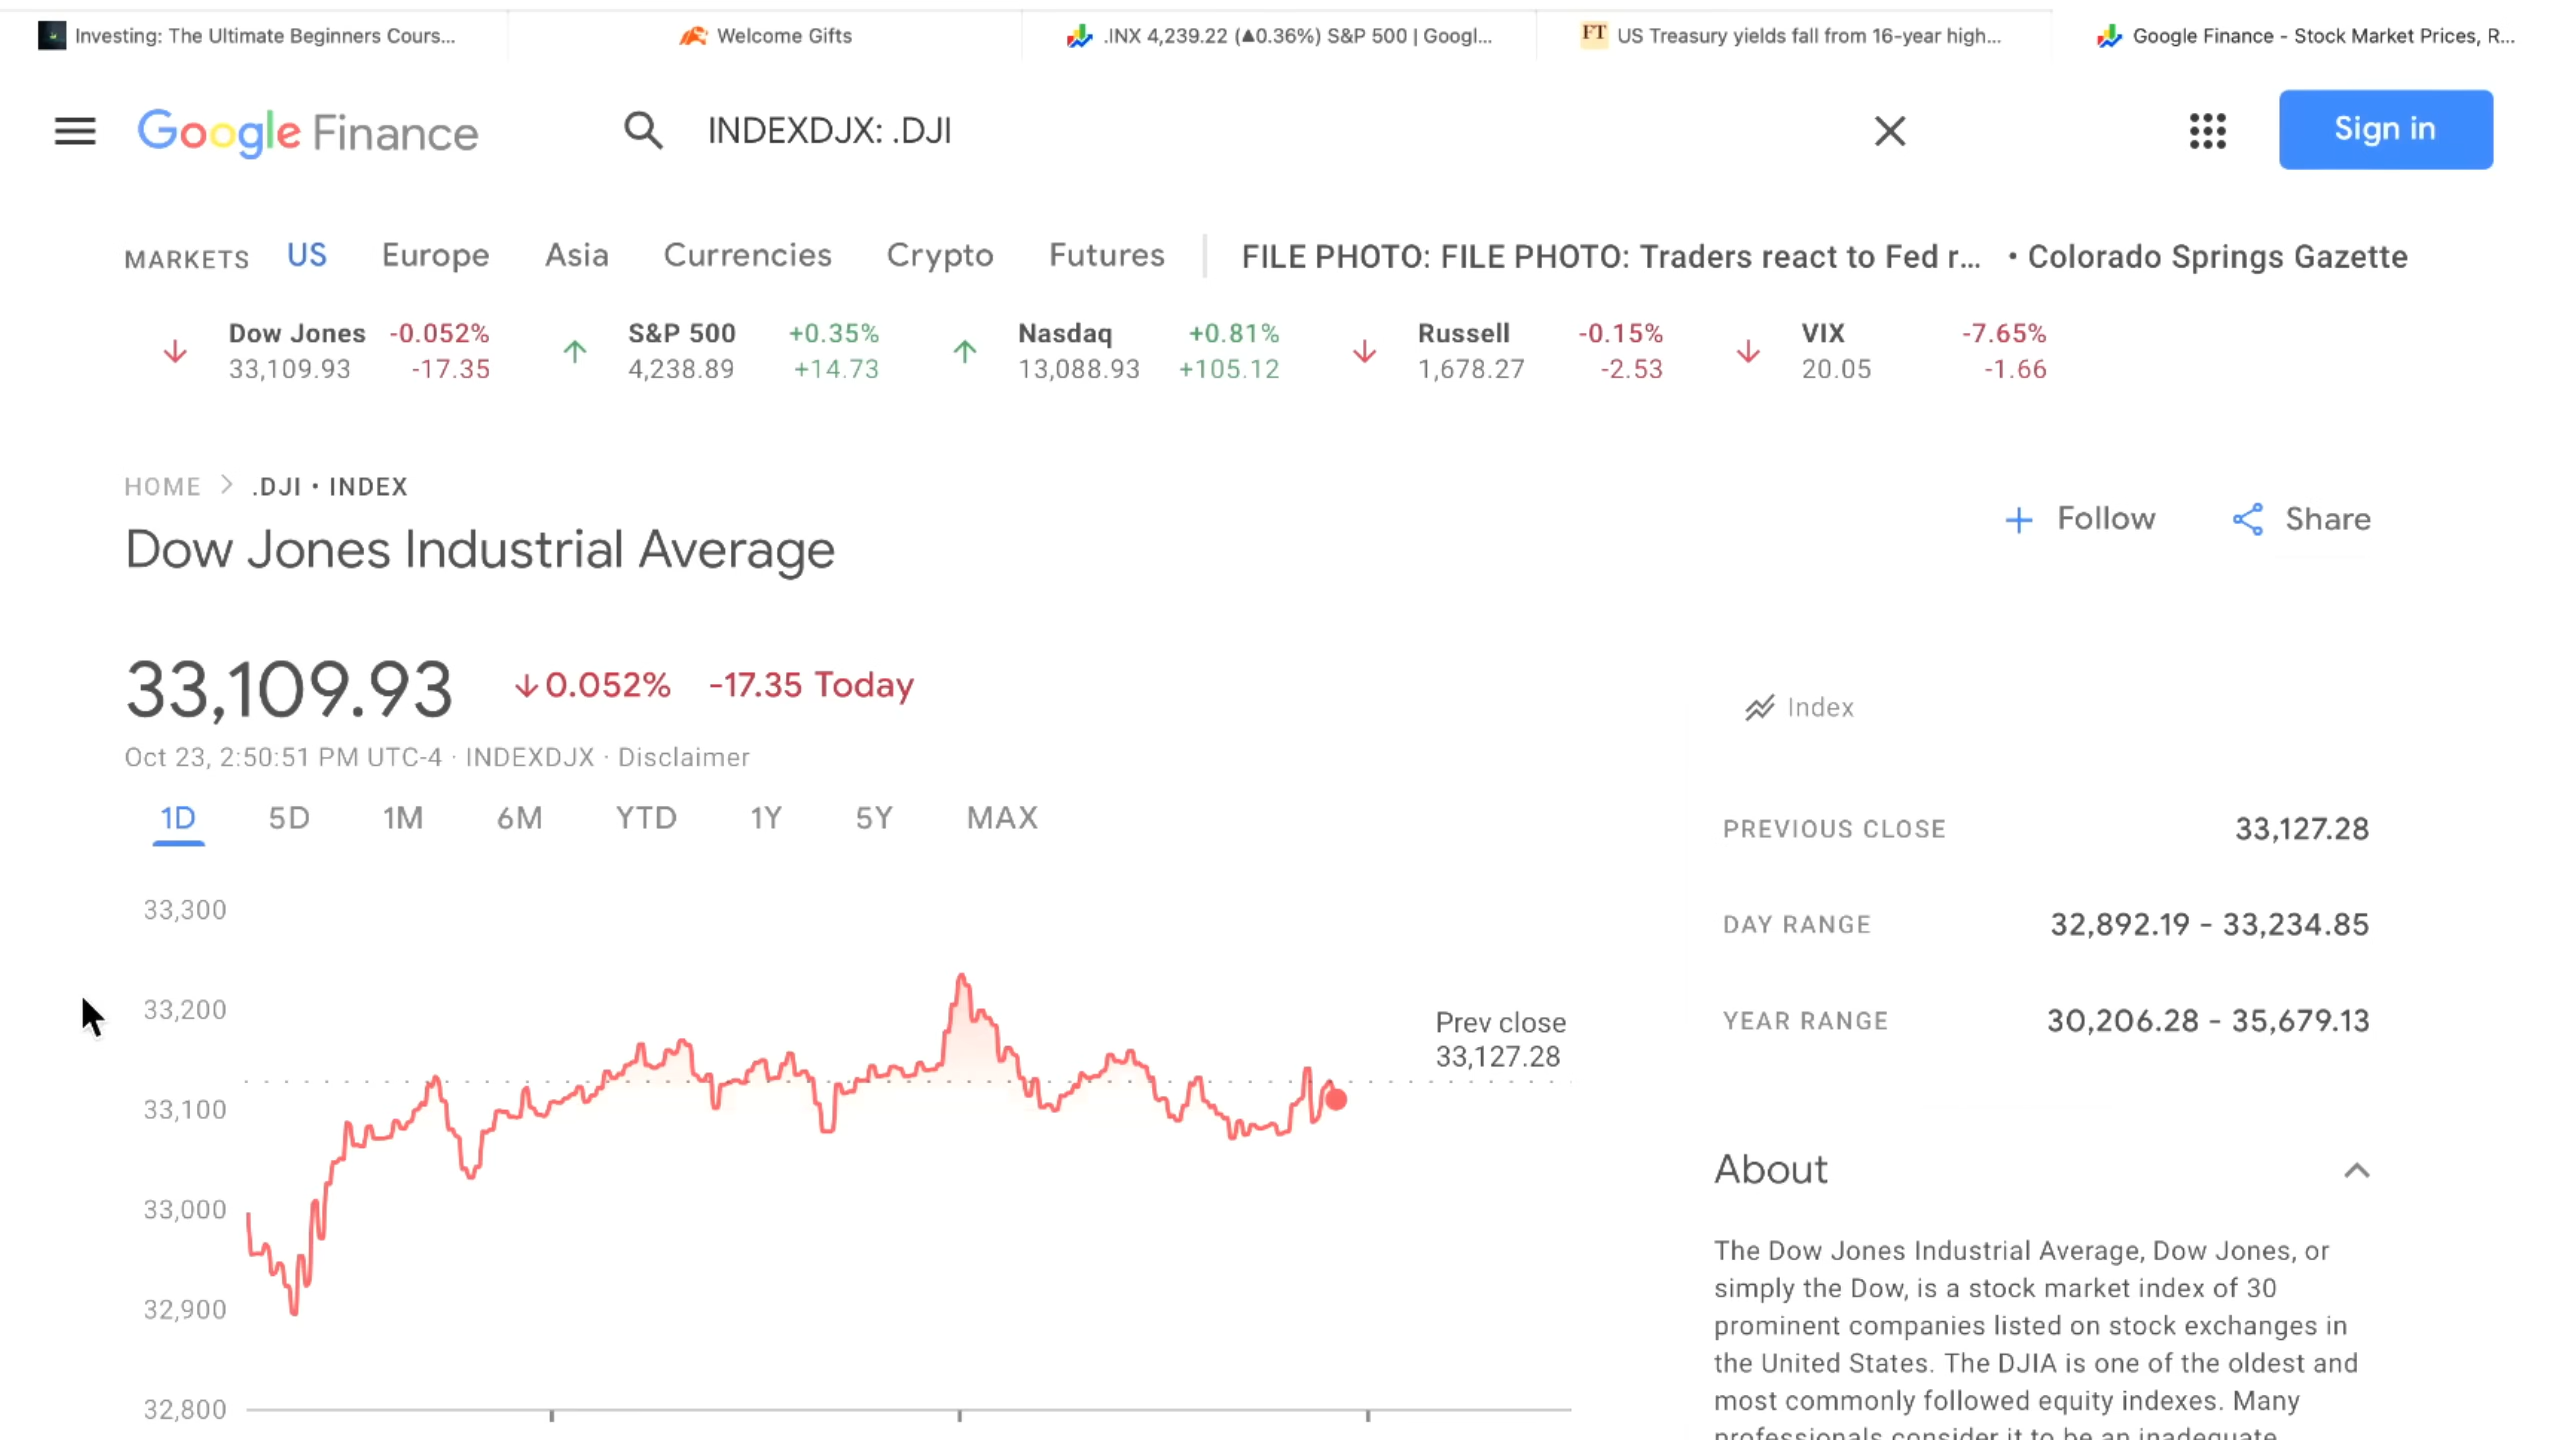 Investing: The Ultimate Beginners Cours...
Welcome Gifts
.INX 4,239.22 (▲0.36%) S&P 500 | Googl...
FT US Treasury yields fall from 16-year high...
Google Finance - Stock Market Prices, R...
Google Finance
INDEXDJX: .DJI
Sign in
MARKETS US Europe Asia Currencies Crypto Futures
FILE PHOTO: FILE PHOTO: Traders react to Fed r... • Colorado Springs Gazette
Dow Jones -0.052%
33,109.93 -17.35
S&P 500 +0.35%
4,238.89 +14.73
Nasdaq +0.81%
13,088.93 +105.12
Russell -0.15%
1,678.27 -2.53
VIX -7.65%
20.05 -1.66
HOME > .DJI • INDEX
Dow Jones Industrial Average
+ Follow
Share
33,109.93 ↓0.052% -17.35 Today
Oct 23, 2:50:51 PM UTC-4 · INDEXDJX · Disclaimer
1D 5D 1M 6M YTD 1Y 5Y MAX
33,300
33,200
33,100
33,000
32,900
32,800
Prev close
33,127.28
Index
PREVIOUS CLOSE 33,127.28
DAY RANGE 32,892.19 - 33,234.85
YEAR RANGE 30,206.28 - 35,679.13
About
The Dow Jones Industrial Average, Dow Jones, or
simply the Dow, is a stock market index of 30
prominent companies listed on stock exchanges in
the United States. The DJIA is one of the oldest and
most commonly followed equity indexes. Many
professionals consider it to be an inadequate